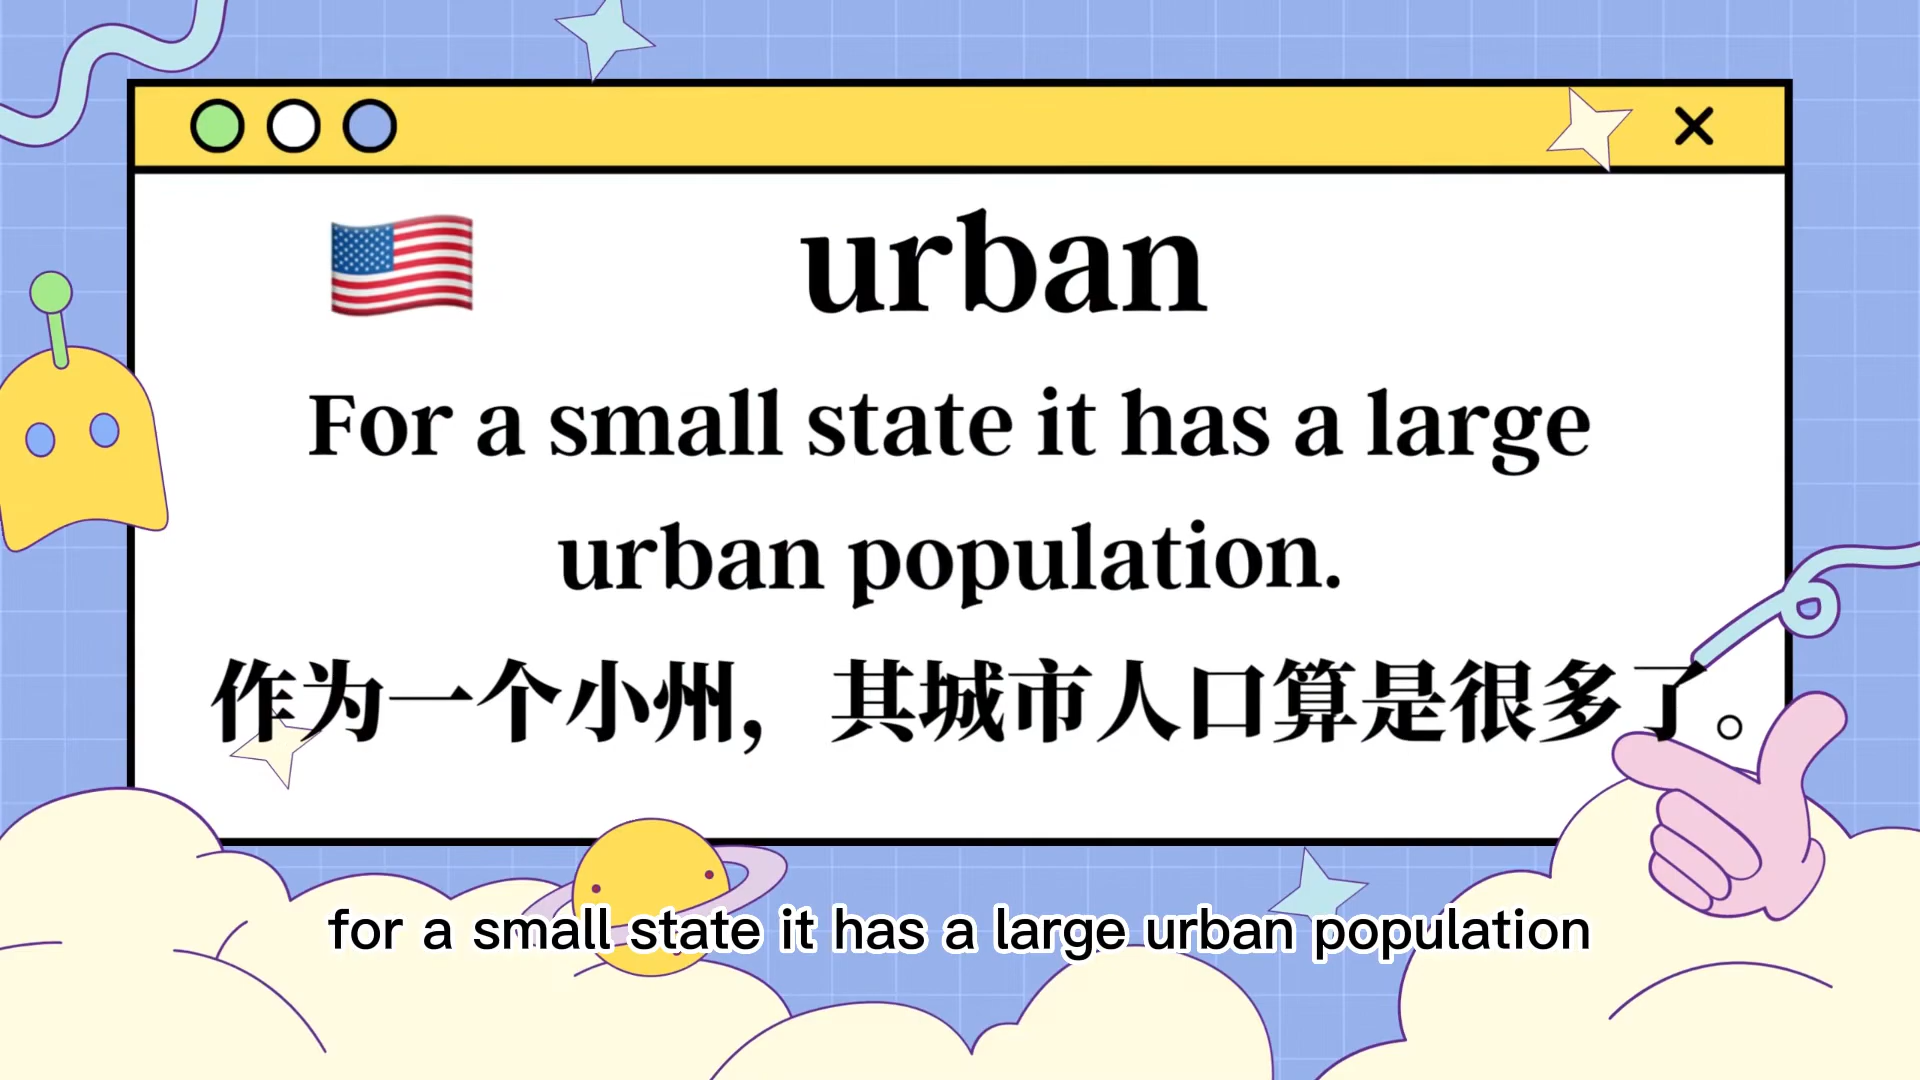 urban
For a small state it has a large
urban population.
作为一个小州，其城市人口算是很多了。
for a small state it has a large urban population